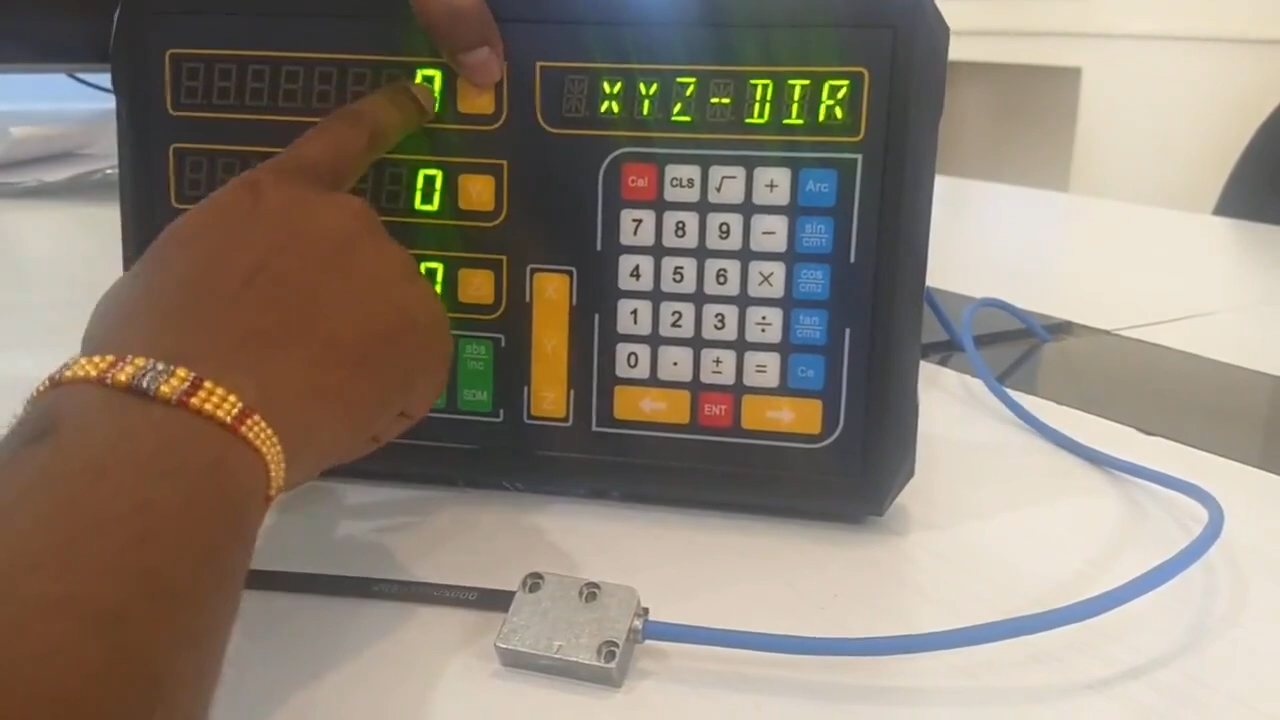 XYZ-DIR
0 Y
Z
Cal CLS √ + Arc
7 8 9 − sin cm1
4 5 6 × cos cm2
1 2 3 ÷ tan cm3
0 . ± = Ce
← ENT →
abs
inc
SDM
X
Y
Z